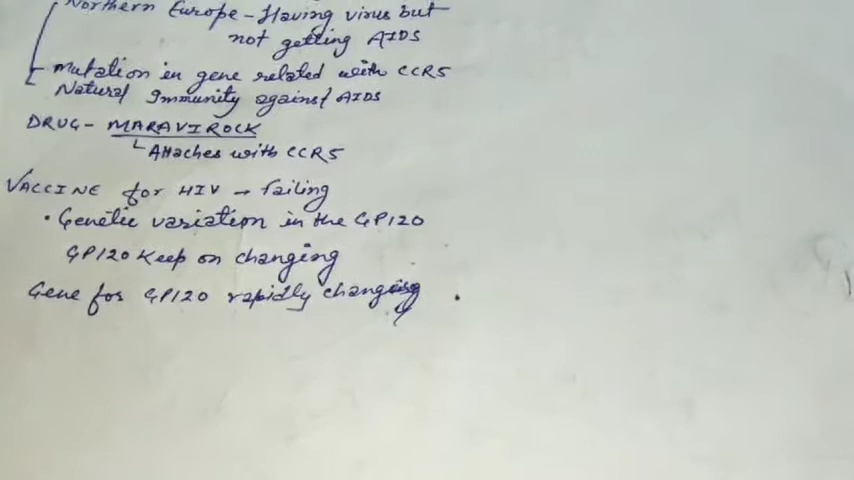 Northern Europe - Having virus but
not getting AIDS
Mutation in gene related with CCR5
Natural Immunity against AIDS
DRUG - MARAVIROCK
Attaches with CCR5
VACCINE for HIV → failing
• Genetic variation in the GP120
GP120 Keep on changing
Gene for GP120 rapidly changing